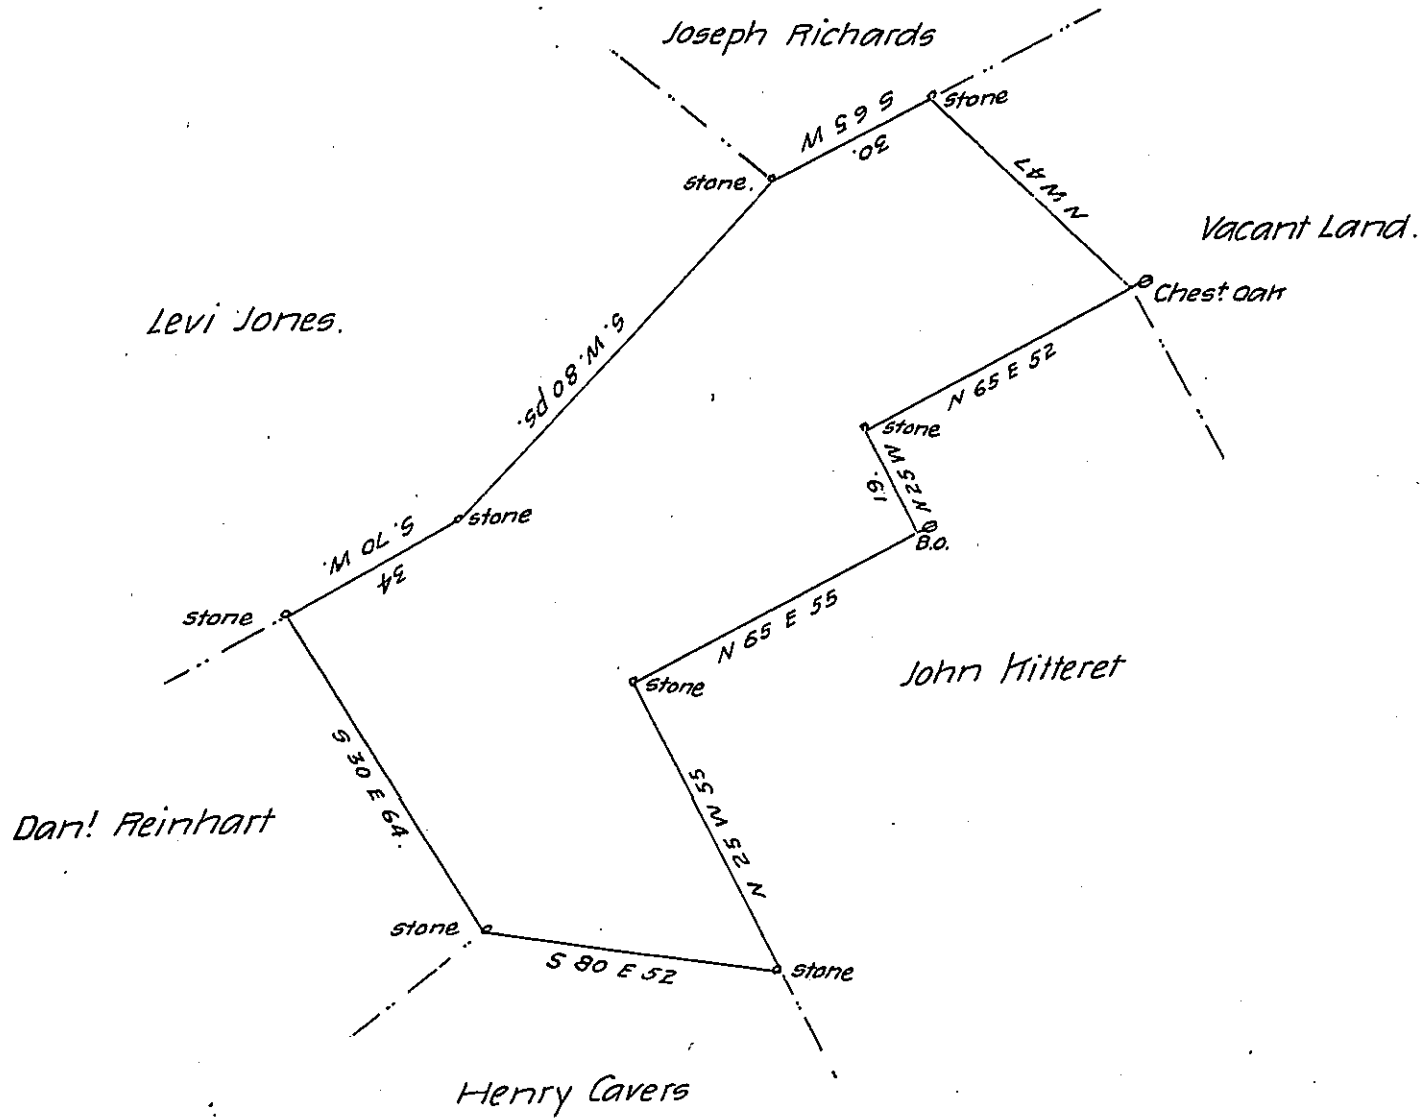 Joseph Richards
S 65 W
30.
stone
stone.
N W 47
Vacant Land.
Chest. Oak
Levi Jones.
S. W. 80 ps.
N 65 E 52
stone
N 25 W
19.
B.O.
stone
S. 70 W.
34
stone
N 65 E 55
stone
John Kitteret
S 30 E 64.
N 25 W 55
Danl. Reinhart
stone
S 80 E 52
stone
Henry Cavers